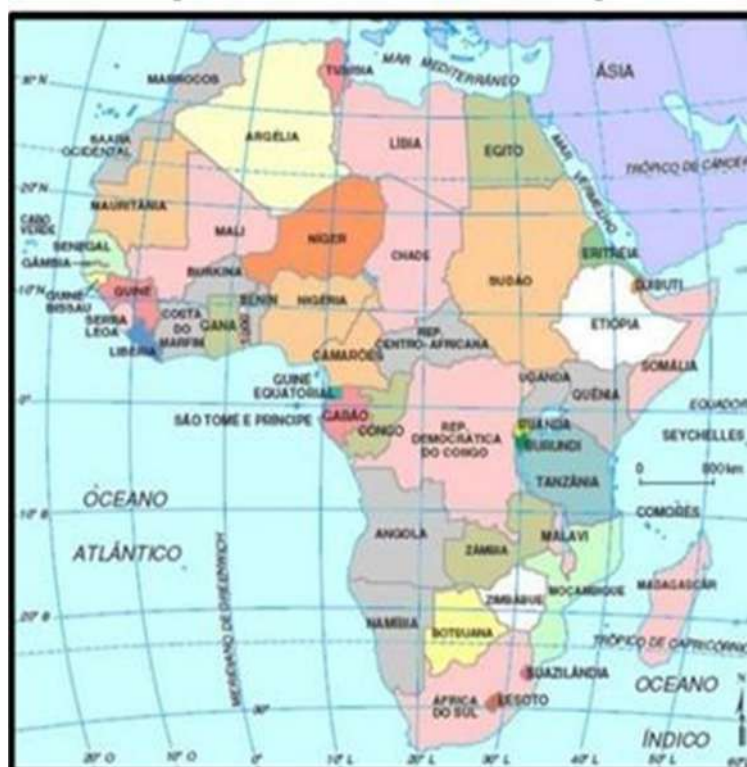 MAR MEDITERRÂNEO
ÁSIA
TUNISIA
MARROCOS
30° N
ARGÉLIA
LÍBIA
EGITO
SAARA
OCIDENTAL
MAR VERMELHO
TRÓPICO DE CÂNCER
20° N
MAURITÂNIA
CABO
VERDE
MALI
NÍGER
CHADE
SUDÃO
ERITRÉIA
SENEGAL
GÂMBIA
BURKINA
DJIBUTI
10° N
GUINÉ
BISSAU
GUINÉ
BENIN
NIGÉRIA
ETIÓPIA
SERRA
LEOA
COSTA
DO
MARFIM
GANA
TOGO
LIBÉRIA
CAMARÕES
REP.
CENTRO-AFRICANA
SOMÁLIA
GUINÉ
EQUATORIAL
UGANDA
QUÊNIA
0°
EQUADOR
SÃO TOMÉ E PRÍNCIPE
GABÃO
CONGO
REP.
DEMOCRÁTICA
DO CONGO
RUANDA
BURUNDI
SEYCHELLES
0 800 km
TANZÂNIA
OCEANO
ATLÂNTICO
10° S
COMORES
ANGOLA
MALAVI
ZÂMBIA
MERIDIANO DE GREENWICH
MOÇAMBIQUE
MADAGASCAR
ZIMBÁBUE
20° S
NAMÍBIA
BOTSUANA
TRÓPICO DE CAPRICÓRNIO
SUAZILÂNDIA
OCEANO
ÍNDICO
30°
ÁFRICA
DO SUL
LESOTO
N
20° O 10° O 0° 10° L 20° L 30° L 40° L 50° L